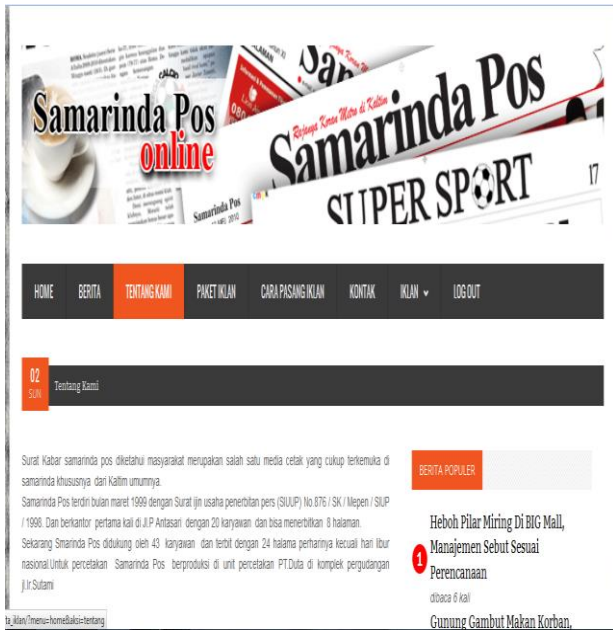 Samarinda Pos
online
Rajanya Koran Mitra di Kaltim
Samarinda Pos
SUPER SPORT
17
Samarinda Pos
HOME BERITA TENTANG KAMI PAKET IKLAN CARA PASANG IKLAN KONTAK IKLAN LOG OUT
02
SUN
Tentang Kami
Surat Kabar samarinda pos diketahui masyarakat merupakan salah satu media cetak yang cukup terkemuka di
samarinda khususnya dari Kaltim umumnya.
Samarinda Pos terdiri bulan maret 1999 dengan Surat ijin usaha penerbitan pers (SIUUP) No.876 / SK / Mepen / SIUP
/ 1998. Dan berkantor pertama kali di Jl.P Antasari dengan 20 karyawan dan bisa menerbitkan 8 halaman.
Sekarang Smarinda Pos didukung oleh 43 karyawan dan terbit dengan 24 halama perharinya kecuali hari libur
nasional.Untuk percetakan Samarinda Pos berproduksi di unit percetakan PT.Duta di komplek pergudangan
jl.Ir.Sutami
BERITA POPULER
1
Heboh Pilar Miring Di BIG Mall,
Manajemen Sebut Sesuai
Perencanaan
dibaca 6 kali
Gunung Gambut Makan Korban,
ta_iklan/?menu=home&aksi=tentang